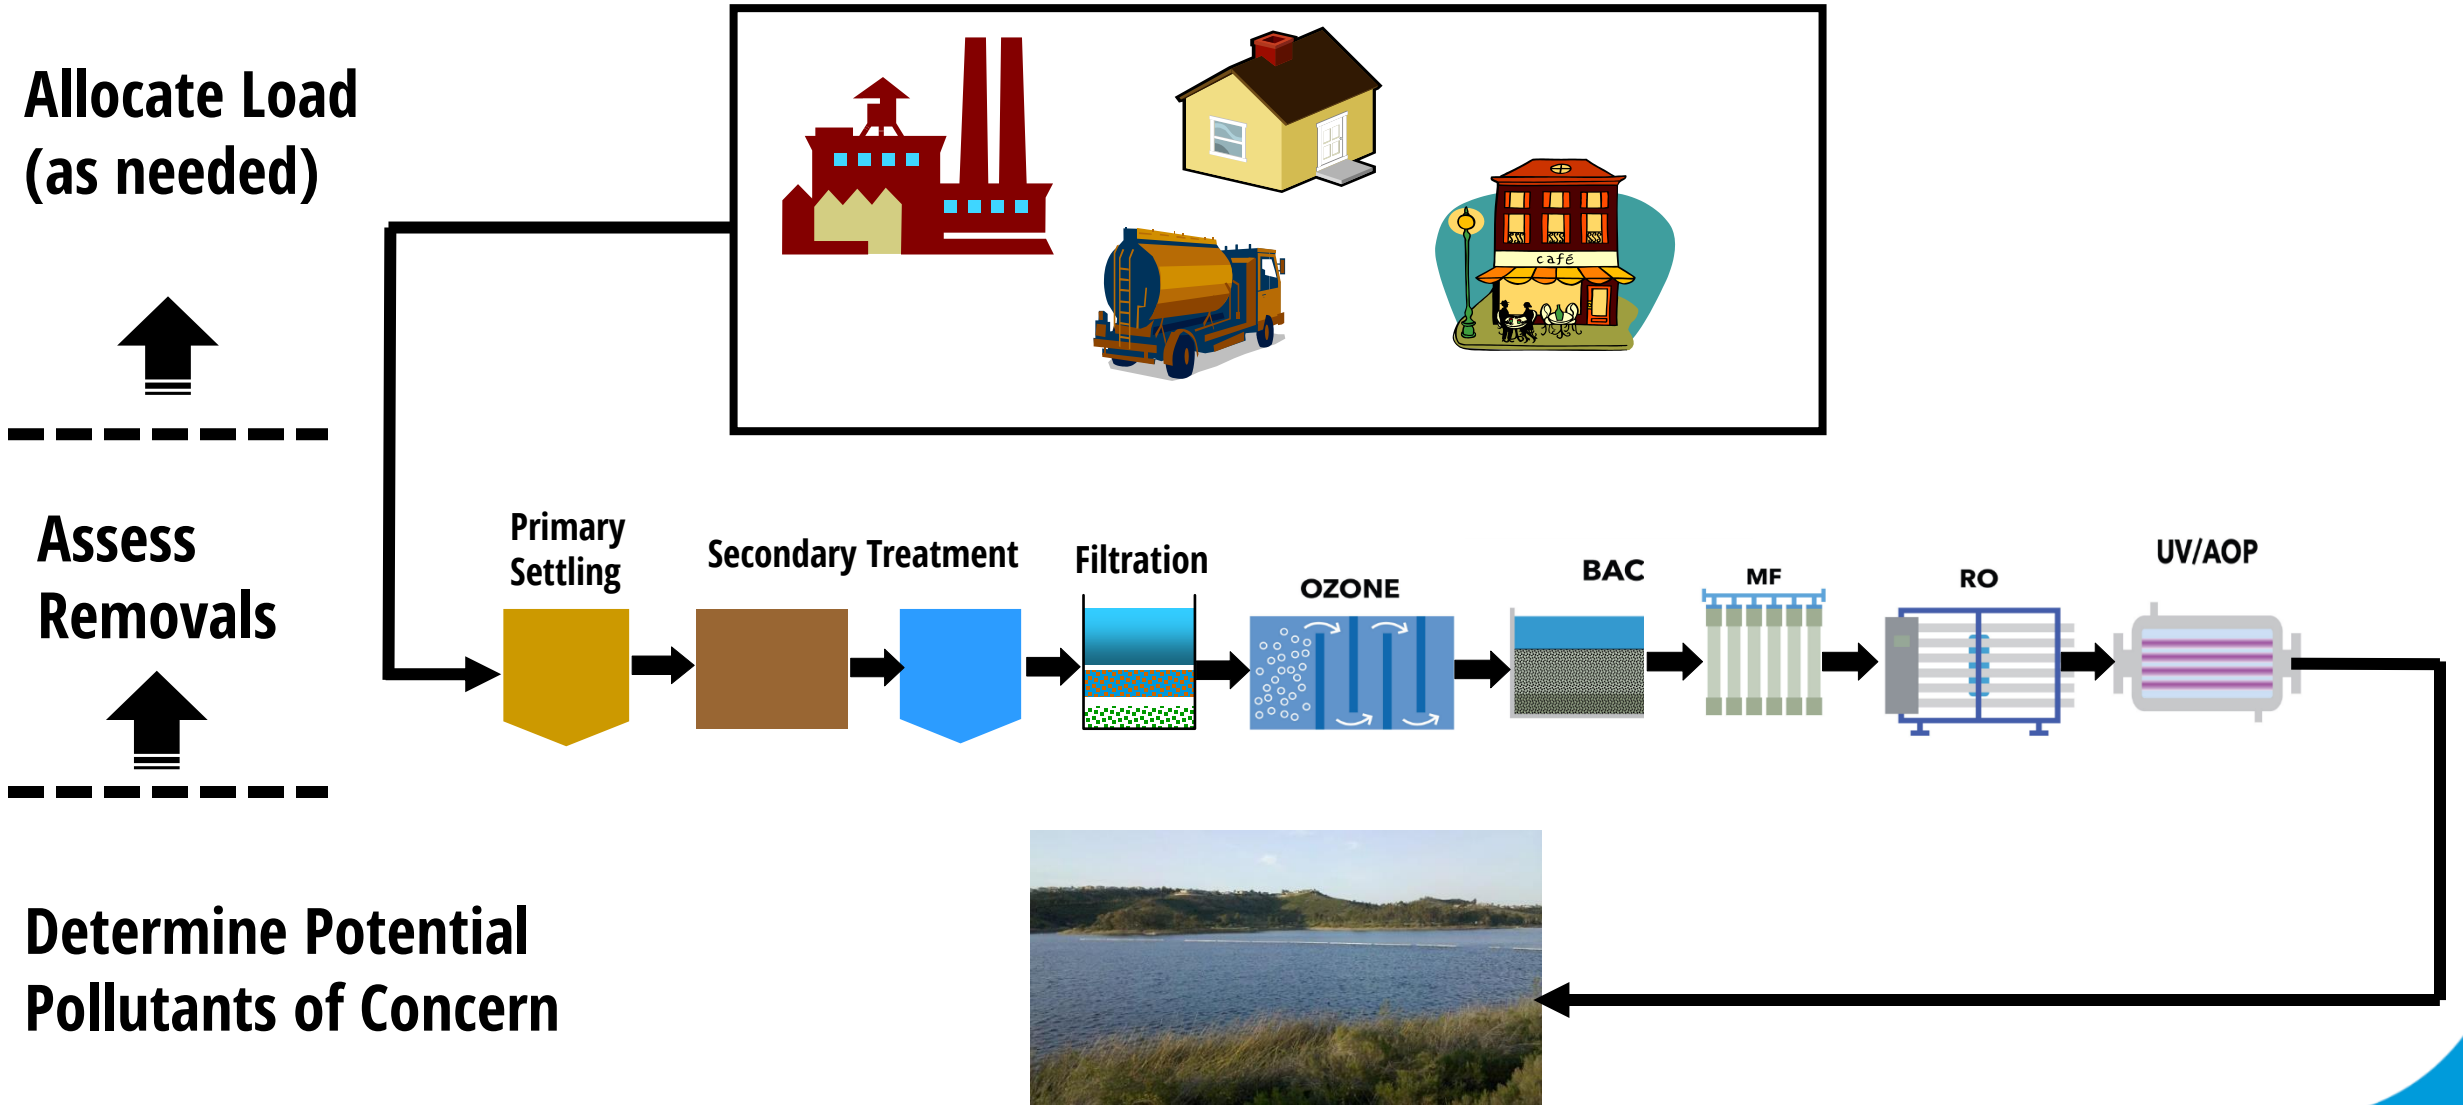 Allocate Load
(as needed)
café
Assess
Removals
Primary
Settling
Secondary Treatment
Filtration
OZONE
BAC
MF
RO
UV/AOP
Determine Potential
Pollutants of Concern